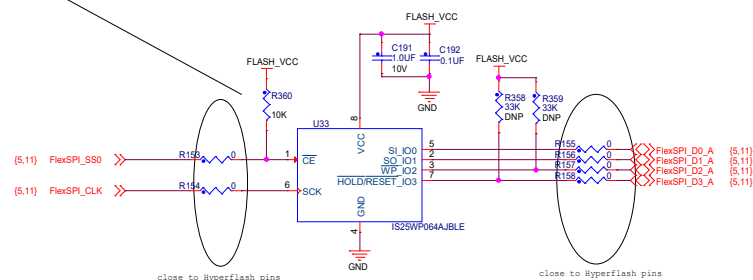 FLASH_VCC
C191
1.0UF
10V
C192
0.1UF
GND
FLASH_VCC
R360
10K
FLASH_VCC
R358
33K
DNP
R359
33K
DNP
U33
8
VCC
{5,11} FlexSPI_SS0
R153 0
1
CE
{5,11} FlexSPI_CLK
R154 0
6
SCK
SI_IO0
5
R155 0
FlexSPI_D0_A {5,11}
SO_IO1
2
R156 0
FlexSPI_D1_A {5,11}
WP_IO2
3
R157 0
FlexSPI_D2_A {5,11}
HOLD/RESET_IO3
7
R158 0
FlexSPI_D3_A {5,11}
GND
4
IS25WP064AJBLE
GND
close to Hyperflash pins
close to Hyperflash pins